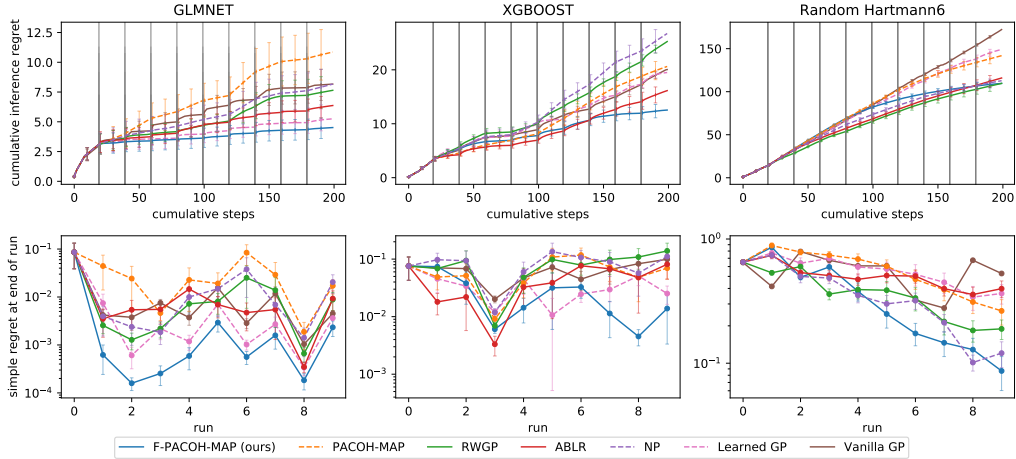 GLMNET
XGBOOST
Random Hartmann6
cumulative inference regret
12.5
10.0
7.5
5.0
2.5
0.0
0 50 100 150 200
cumulative steps
20
10
0
0 50 100 150 200
cumulative steps
150
100
50
0
0 50 100 150 200
cumulative steps
simple regret at end of run
10⁻¹
10⁻²
10⁻³
10⁻⁴
0 2 4 6 8
run
10⁻¹
10⁻²
10⁻³
0 2 4 6 8
run
10⁰
10⁻¹
0 2 4 6 8
run
F-PACOH-MAP (ours) PACOH-MAP RWGP ABLR NP Learned GP Vanilla GP